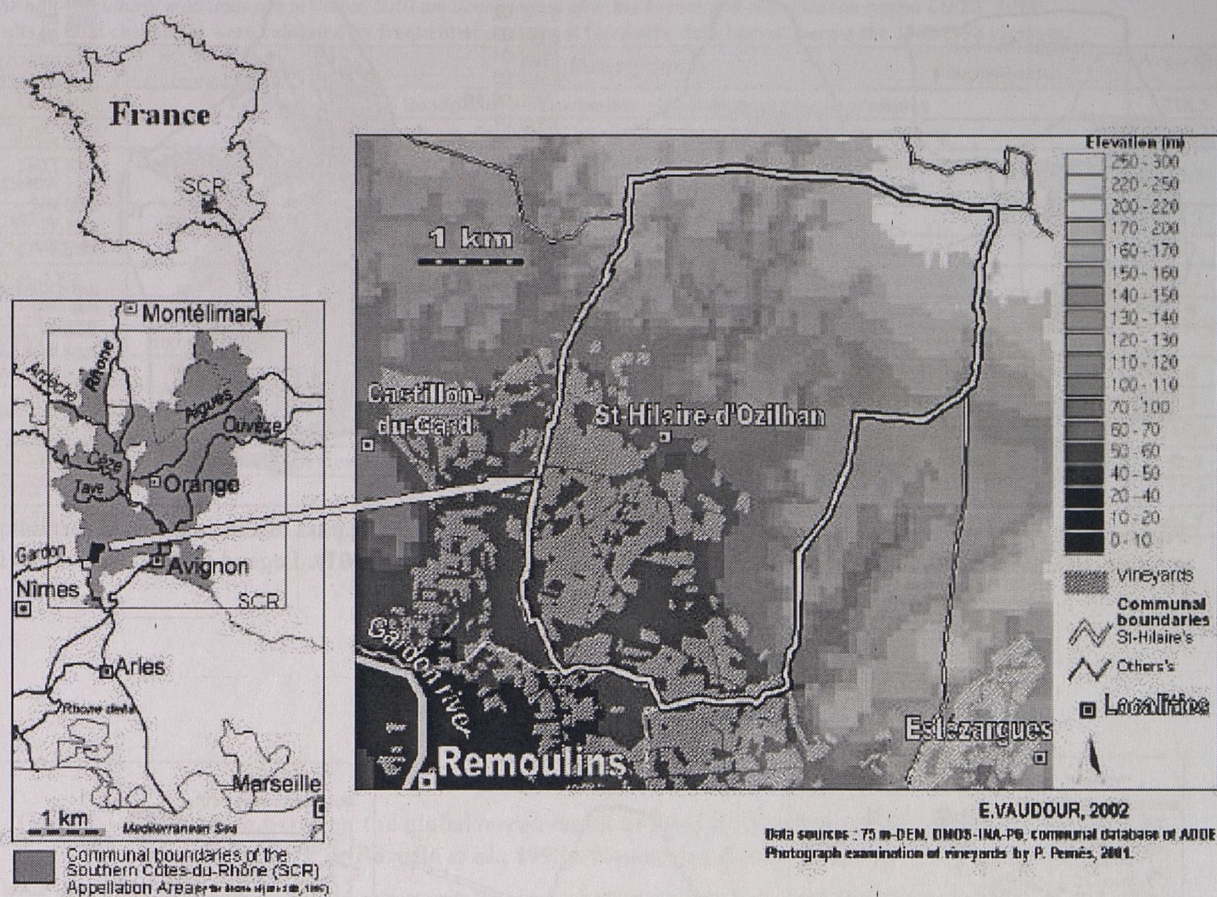 France
SCR
Montélimar
Rhone
Ardèche
Aigues
Ouvèze
Cèze
Tave
Orange
Gardon
Avignon
Nîmes
SCR
Arles
Rhone delta
Marseille
1 km
Mediterranean Sea
Communal boundaries of the
Southern Côtes-du-Rhône (SCR)
Appellation Area
1 km
Castillon-
du-Gard
St-Hilaire-d'Ozilhan
Gardon river
Remoulins
Estézargues
Elevation (m)
250 - 300
220 - 250
200 - 220
170 - 200
160 - 170
150 - 160
140 - 150
130 - 140
120 - 130
110 - 120
100 - 110
70 - 100
60 - 70
50 - 60
40 - 50
20 - 40
10 - 20
0 - 10
Vineyards
Communal
boundaries
St-Hilaire's
Others's
Localities
E.VAUDOUR, 2002
Data sources : 75 m-DEM, DMOS-INA-PG, communal database of ADDE
Photograph examination of vineyards by P. Pernès, 2001.